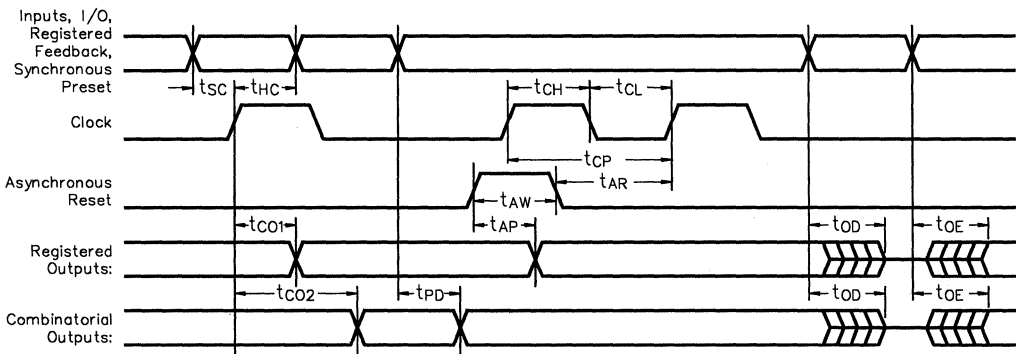 Inputs, I/O,
Registered
Feedback,
Synchronous
Preset
tSC tHC tCH tCL
Clock
tCP
tAR
Asynchronous
Reset
tAW
tCO1 tAP tOD tOE
Registered
Outputs:
tCO2 tPD tOD tOE
Combinatorial
Outputs: